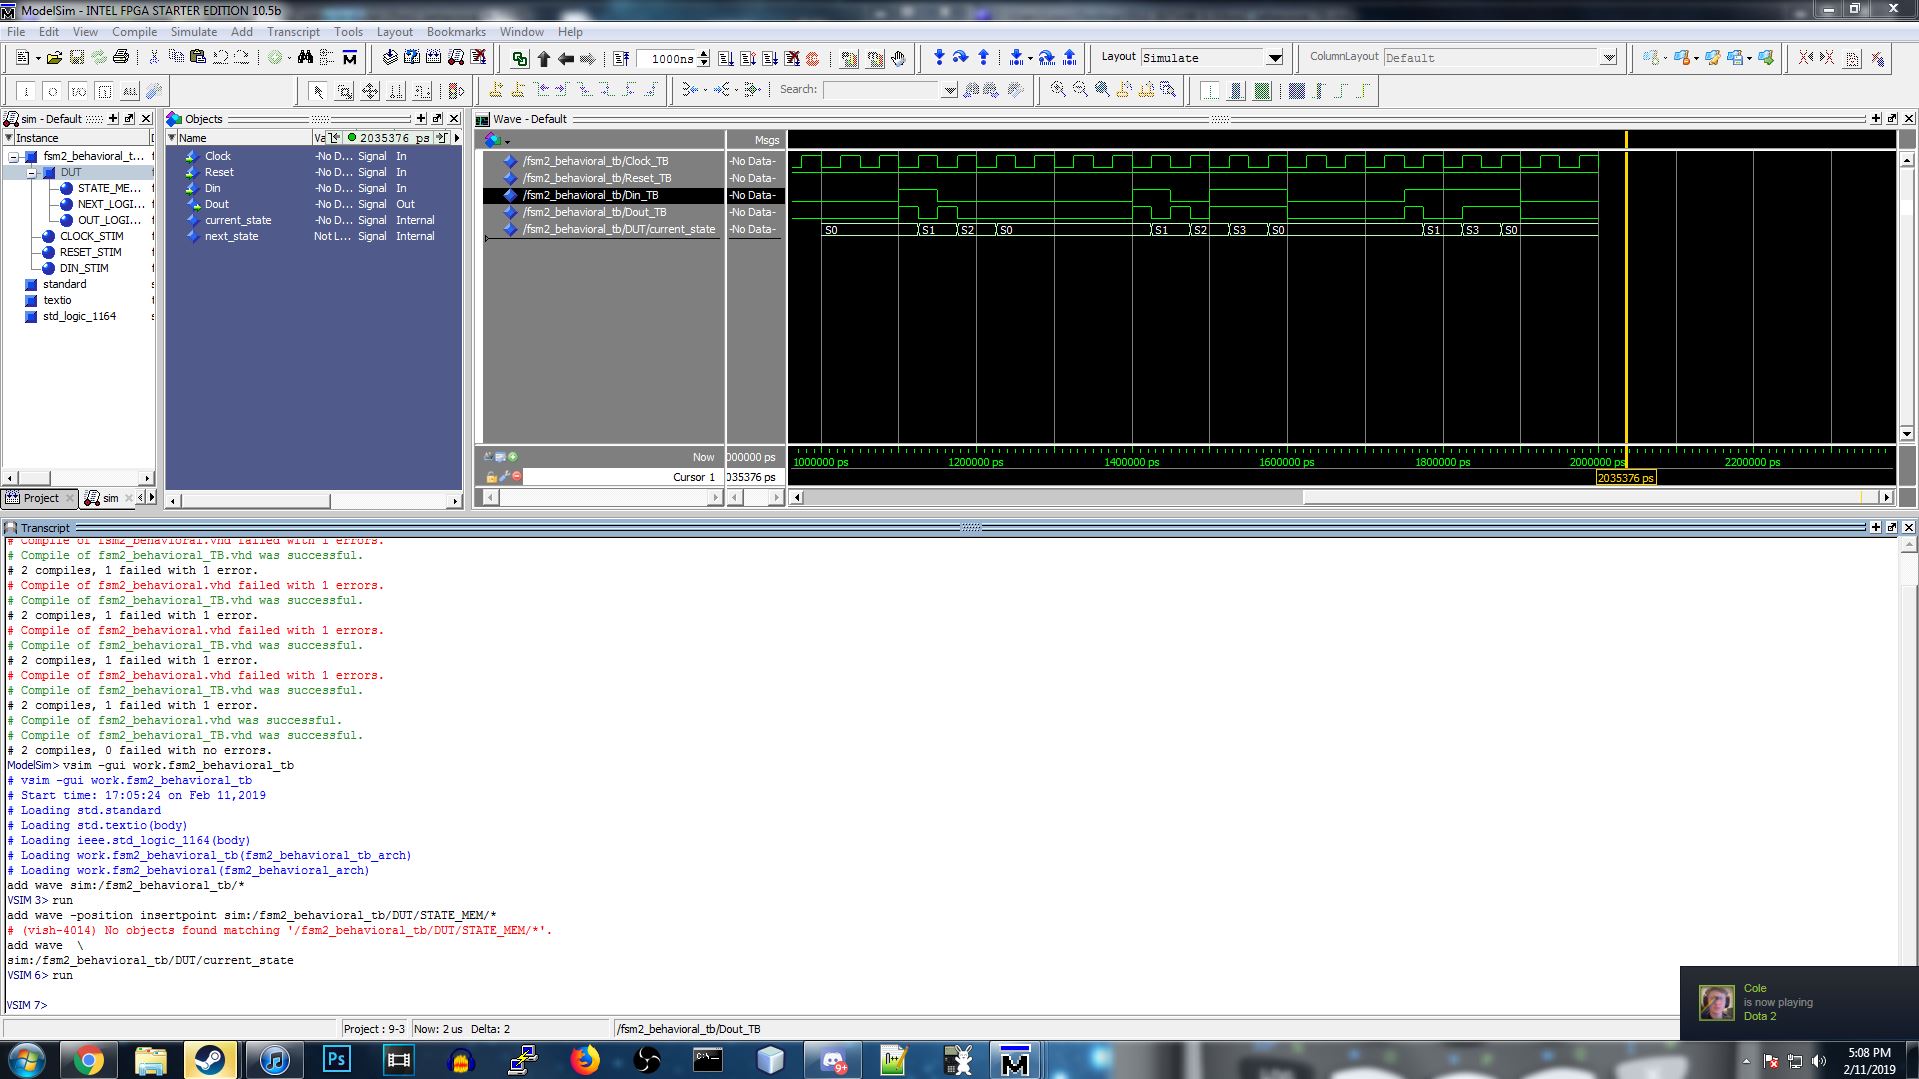 ModelSim - INTEL FPGA STARTER EDITION 10.5b
File Edit View Compile Simulate Add Transcript Tools Layout Bookmarks Window Help
1000ns
Layout Simulate
ColumnLayout Default
ALL
Search:
sim - Default
Instance
fsm2_behavioral_t...
DUT
STATE_ME...
NEXT_LOGI...
OUT_LOGI...
CLOCK_STIM
RESET_STIM
DIN_STIM
standard
textio
std_logic_1164
Project
sim
Objects
Name
2035376 ps
Clock -No D... Signal In
Reset -No D... Signal In
Din -No D... Signal In
Dout -No D... Signal Out
current_state -No D... Signal Internal
next_state Not L... Signal Internal
Wave - Default
Msgs
/fsm2_behavioral_tb/Clock_TB -No Data-
/fsm2_behavioral_tb/Reset_TB -No Data-
/fsm2_behavioral_tb/Din_TB -No Data-
/fsm2_behavioral_tb/Dout_TB -No Data-
/fsm2_behavioral_tb/DUT/current_state -No Data-
S0 S1 S2 S0 S1 S2 S3 S0 S1 S3 S0
Now 000000 ps
1000000 ps 1200000 ps 1400000 ps 1600000 ps 1800000 ps 2000000 ps 2200000 ps
Cursor 1 035376 ps
2035376 ps
Transcript
# Compile of fsm2_behavioral.vhd failed with 1 errors.
# Compile of fsm2_behavioral_TB.vhd was successful.
# 2 compiles, 1 failed with 1 error.
# Compile of fsm2_behavioral.vhd failed with 1 errors.
# Compile of fsm2_behavioral_TB.vhd was successful.
# 2 compiles, 1 failed with 1 error.
# Compile of fsm2_behavioral.vhd failed with 1 errors.
# Compile of fsm2_behavioral_TB.vhd was successful.
# 2 compiles, 1 failed with 1 error.
# Compile of fsm2_behavioral.vhd failed with 1 errors.
# Compile of fsm2_behavioral_TB.vhd was successful.
# 2 compiles, 1 failed with 1 error.
# Compile of fsm2_behavioral.vhd was successful.
# Compile of fsm2_behavioral_TB.vhd was successful.
# 2 compiles, 0 failed with no errors.
ModelSim> vsim -gui work.fsm2_behavioral_tb
# vsim -gui work.fsm2_behavioral_tb
# Start time: 17:05:24 on Feb 11,2019
# Loading std.standard
# Loading std.textio(body)
# Loading ieee.std_logic_1164(body)
# Loading work.fsm2_behavioral_tb(fsm2_behavioral_tb_arch)
# Loading work.fsm2_behavioral(fsm2_behavioral_arch)
add wave sim:/fsm2_behavioral_tb/*
VSIM 3> run
add wave -position insertpoint sim:/fsm2_behavioral_tb/DUT/STATE_MEM/*
# (vish-4014) No objects found matching '/fsm2_behavioral_tb/DUT/STATE_MEM/*'.
add wave \
sim:/fsm2_behavioral_tb/DUT/current_state
VSIM 6> run
VSIM 7>
Cole
is now playing
Dota 2
Project : 9-3 Now: 2 us Delta: 2 /fsm2_behavioral_tb/Dout_TB
Ps
9+
M
5:08 PM
2/11/2019